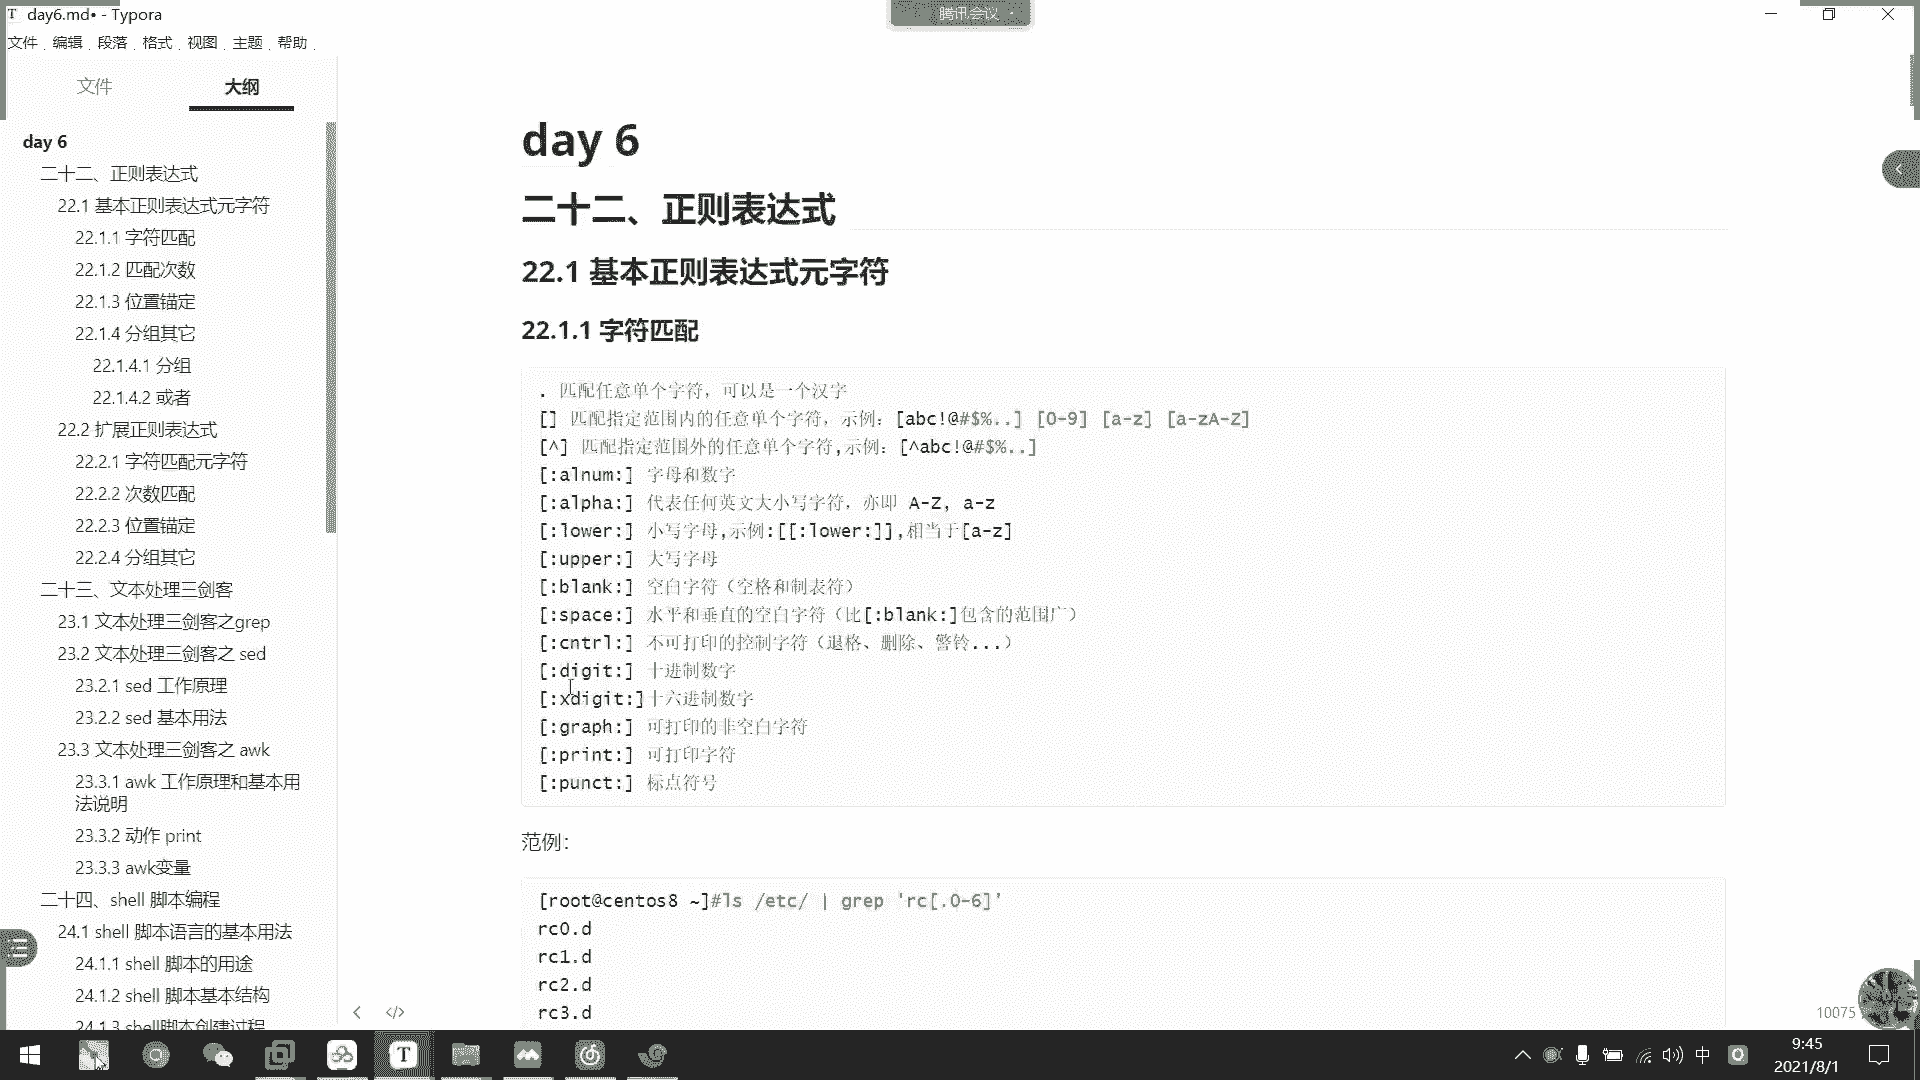 day6.md• - Typora
腾讯会议
文件 编辑 段落 格式 视图 主题 帮助
文件 大纲
day 6
二十二、正则表达式
22.1 基本正则表达式元字符
22.1.1 字符匹配
22.1.2 匹配次数
22.1.3 位置锚定
22.1.4 分组其它
22.1.4.1 分组
22.1.4.2 或者
22.2 扩展正则表达式
22.2.1 字符匹配元字符
22.2.2 次数匹配
22.2.3 位置锚定
22.2.4 分组其它
二十三、文本处理三剑客
23.1 文本处理三剑客之grep
23.2 文本处理三剑客之 sed
23.2.1 sed 工作原理
23.2.2 sed 基本用法
23.3 文本处理三剑客之 awk
23.3.1 awk 工作原理和基本用
法说明
23.3.2 动作 print
23.3.3 awk变量
二十四、shell 脚本编程
24.1 shell 脚本语言的基本用法
24.1.1 shell 脚本的用途
24.1.2 shell 脚本基本结构
24.1.3 shell脚本创建过程
day 6
二十二、正则表达式
22.1 基本正则表达式元字符
22.1.1 字符匹配
. 匹配任意单个字符，可以是一个汉字
[] 匹配指定范围内的任意单个字符，示例：[abc!@#$%..] [0-9] [a-z] [a-zA-Z]
[^] 匹配指定范围外的任意单个字符,示例：[^abc!@#$%..]
[:alnum:] 字母和数字
[:alpha:] 代表任何英文大小写字符，亦即 A-Z, a-z
[:lower:] 小写字母,示例:[[:lower:]],相当于[a-z]
[:upper:] 大写字母
[:blank:] 空白字符（空格和制表符）
[:space:] 水平和垂直的空白字符（比[:blank:]包含的范围广）
[:cntrl:] 不可打印的控制字符（退格、删除、警铃...）
[:digit:] 十进制数字
[:xdigit:]十六进制数字
[:graph:] 可打印的非空白字符
[:print:] 可打印字符
[:punct:] 标点符号
范例：
[root@centos8 ~]#ls /etc/ | grep 'rc[.0-6]'
rc0.d
rc1.d
rc2.d
rc3.d
10075
中
9:45
2021/8/1